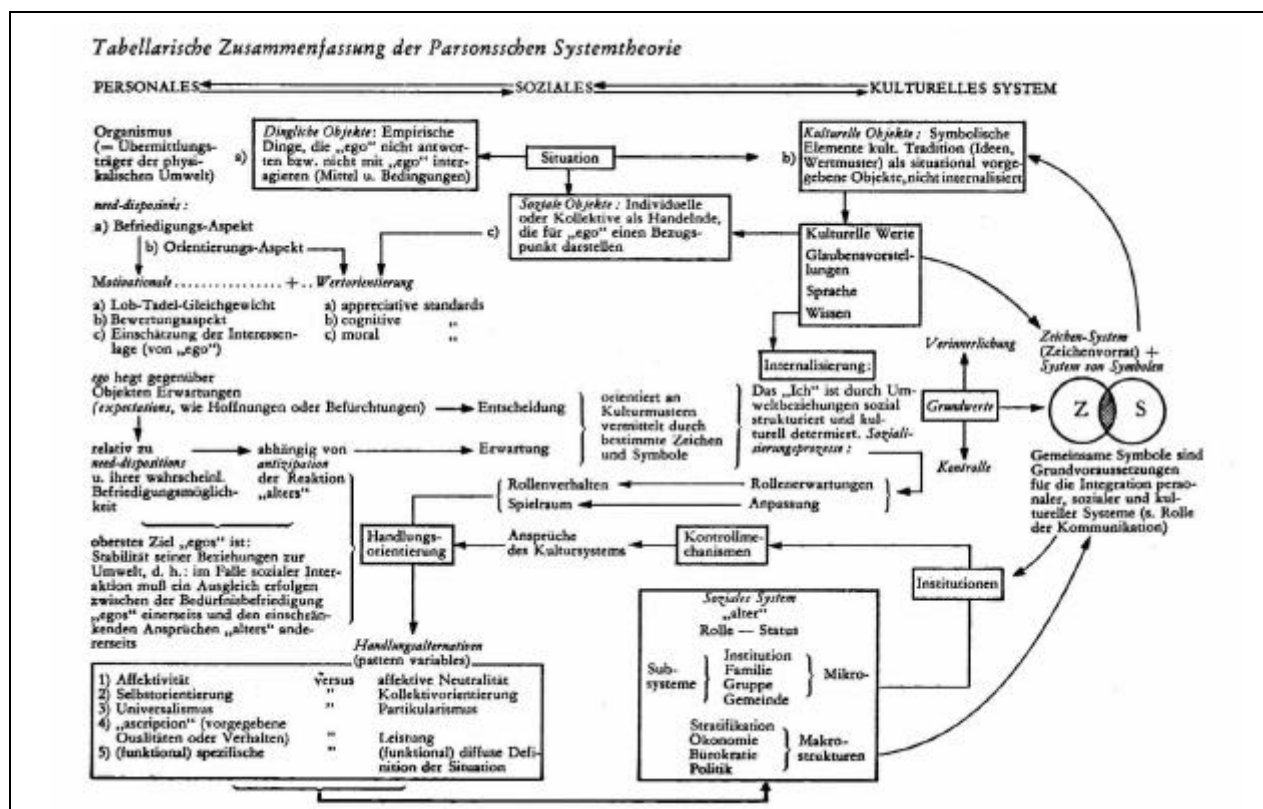 Tabellarische Zusammenfassung der Parsonsschen Systemtheorie
PERSONALES
SOZIALES
KULTURELLES SYSTEM
Organismus
(= Übermittlungs-
träger der physi-
kalischen Umwelt)
a)
Dingliche Objekte: Empirische
Dinge, die „ego" nicht antwor-
ten bzw. nicht mit „ego" inter-
agieren (Mittel u. Bedingungen)
Situation
b)
Kulturelle Objekte: Symbolische
Elemente kult. Tradition (Ideen,
Wertmuster) als situational vorge-
gebene Objekte, nicht internalisiert
c)
Soziale Objekte: Individuelle
oder Kollektive als Handelnde,
die für „ego" einen Bezugs-
punkt darstellen
Kulturelle Werte
Glaubensvorstel-
lungen
Sprache
Wissen
need-dispositions:
a) Befriedigungs-Aspekt
b) Orientierungs-Aspekt
Motivationale ................ + .. Wertorientierung
a) Lob-Tadel-Gleichgewicht
b) Bewertungsaspekt
c) Einschätzung der Interessen-
lage (von „ego")
a) appreciative standards
b) cognitive „
c) moral „
Zeichen-System
(Zeichenvorrat) +
System von Symbolen
Z
S
Verinnerlichung
Grundwerte
Kontrolle
Internalisierung:
Das „Ich" ist durch Um-
weltbeziehungen sozial
strukturiert und kul-
turell determiert. Soziali-
sierungsprozesse:
ego hegt gegenüber
Objekten Erwartungen
(expectations, wie Hoffnungen oder Befürchtungen)
Entscheidung
Erwartung
orientiert an
Kulturmustern
vermittelt durch
bestimmte Zeichen
und Symbole
relativ zu
need-dispositions
u. ihrer wahrscheinl.
Befriedigungsmöglich-
keit
abhängig von
antizipation
der Reaktion
„alters"
Rollenverhalten
Rollenerwartungen
Spielraum
Anpassung
Gemeinsame Symbole sind
Grundvoraussetzungen
für die Integration perso-
naler, sozialer und kul-
tureller Systeme (s. Rolle
der Kommunikation)
oberstes Ziel „egos" ist:
Stabilität seiner Beziehungen zur
Umwelt, d. h.: im Falle sozialer Inter-
aktion muß ein Ausgleich erfolgen
zwischen der Bedürfnisbefriedigung
„egos" einerseits und den einschrän-
kenden Ansprüchen „alters" ande-
rerseits
Handlungs-
orientierung
Ansprüche
des Kultursystems
Kontrollme-
chanismen
Institutionen
Handlungsalternativen
(pattern variables)
1) Affektivität versus affektive Neutralität
2) Selbstorientierung " Kollektivorientierung
3) Universalismus " Partikularismus
4) „ascription" (vorgegebene
Qualitäten oder Verhalten) " Leistung
5) (funktional) spezifische " (funktional) diffuse Defi-
nition der Situation
Soziales System
„alter"
Rolle — Status
Sub-
systeme
Institution
Familie
Gruppe
Gemeinde
Mikro-
Stratifikation
Ökonomie
Bürokratie
Politik
Makro-
strukturen